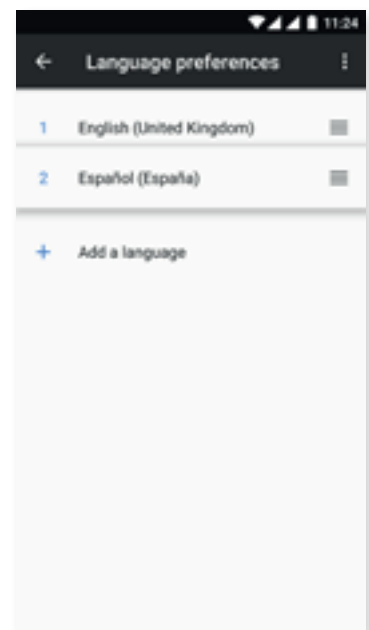 11:24
Language preferences
1 English (United Kingdom)
2 Español (España)
+ Add a language